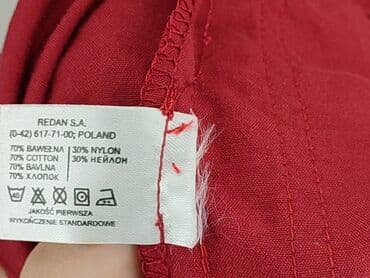 REDAN S.A.
(0-42) 617-71-00; POLAND
70% BAWEŁNA 30% NYLON
70% COTTON 30% НЕЙЛОН
70% BAVLNA
70% ХЛОПОК
40
JAKOŚĆ PIERWSZA
WYKOŃCZENIE STANDARDOWE